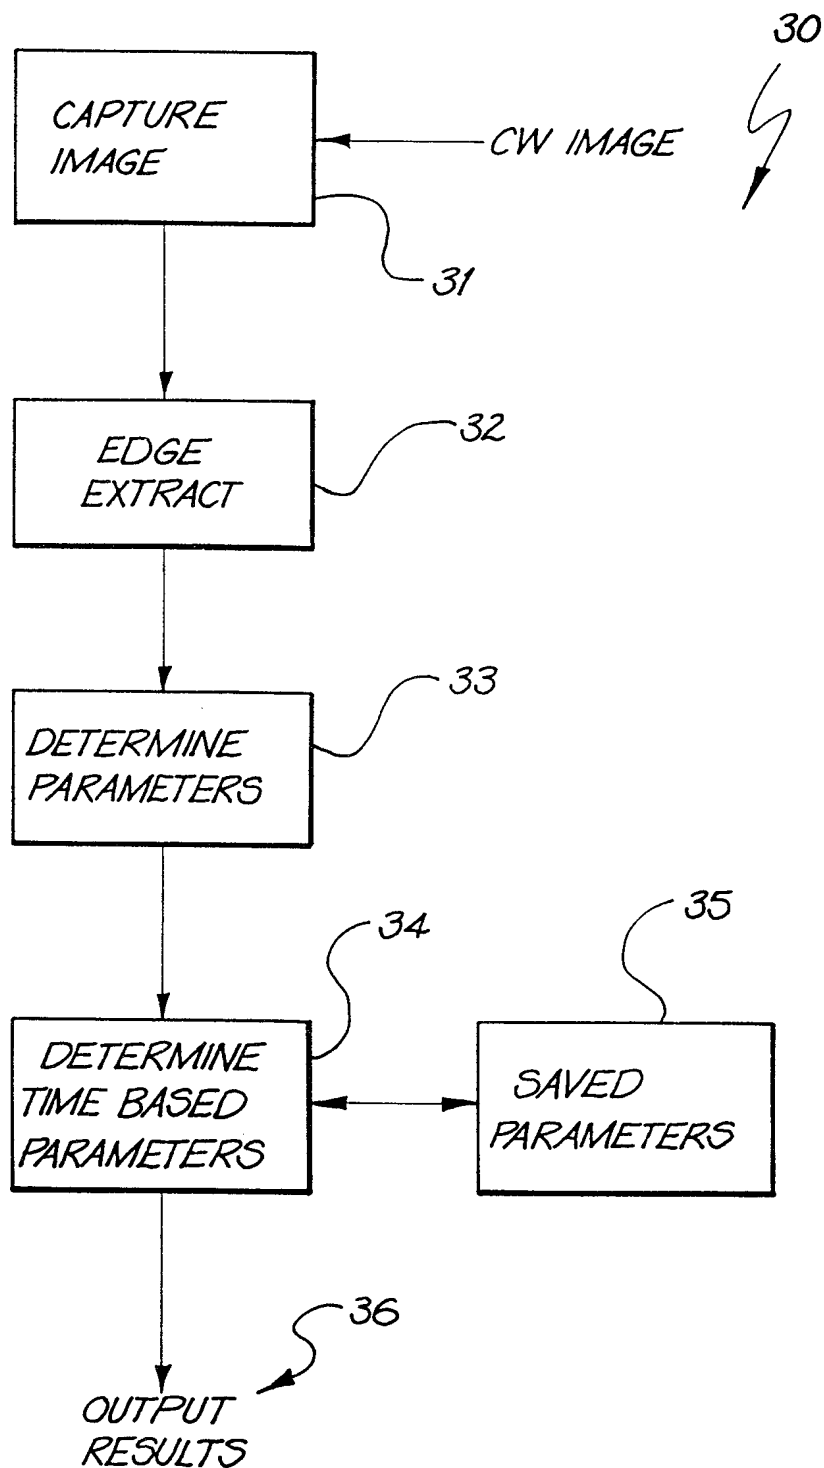 30
CAPTURE
IMAGE
CW IMAGE
31
EDGE
EXTRACT
32
33
DETERMINE
PARAMETERS
34
35
DETERMINE
TIME BASED
PARAMETERS
SAVED
PARAMETERS
36
OUTPUT
RESULTS